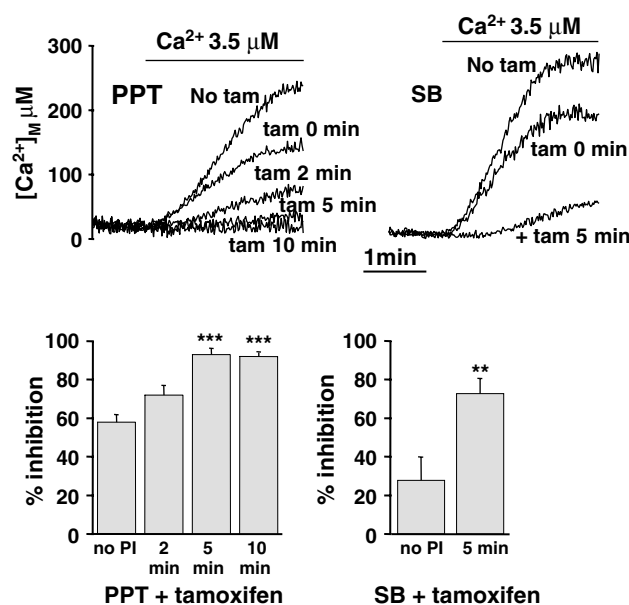 Ca²⁺ 3.5 µM
300
200
100
0
[Ca²⁺]M µM
PPT
No tam
tam 0 min
tam 2 min
tam 5 min
tam 10 min
Ca²⁺ 3.5 µM
No tam
SB
tam 0 min
+ tam 5 min
1min
100
80
60
40
20
0
% inhibition
***
***
no PI
2 min
5 min
10 min
PPT + tamoxifen
100
80
60
40
20
0
% inhibition
**
no PI
5 min
SB + tamoxifen